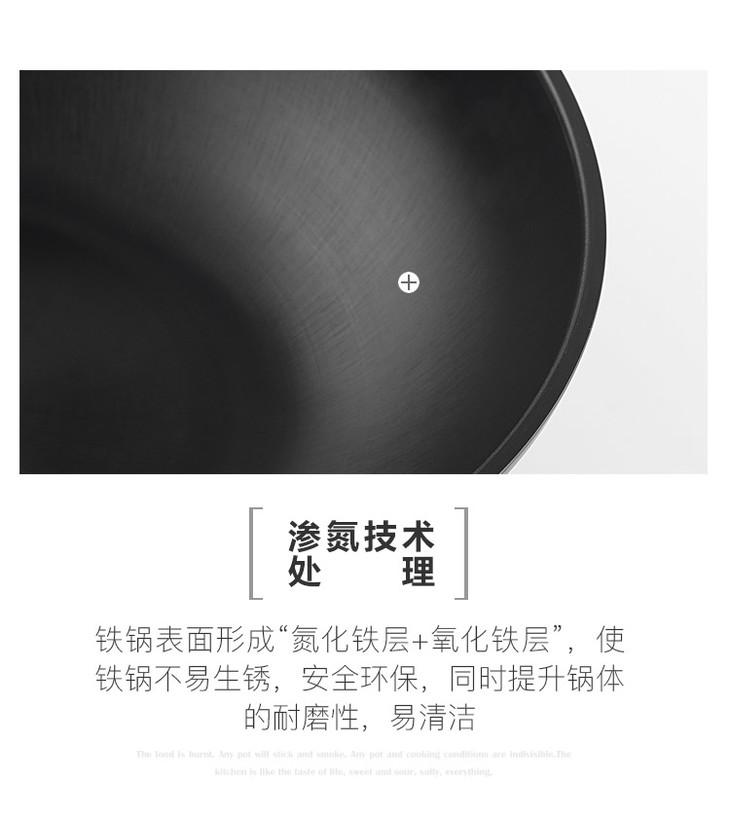 渗氮技术
处理
铁锅表面形成“氮化铁层+氧化铁层”，使
铁锅不易生锈，安全环保，同时提升锅体
的耐磨性，易清洁
The food is burnt. Any pot will stick and smoke. Any pot and cooking conditions are indivisible.The
kitchen is like the taste of life, sweet and sour, salty, everything.